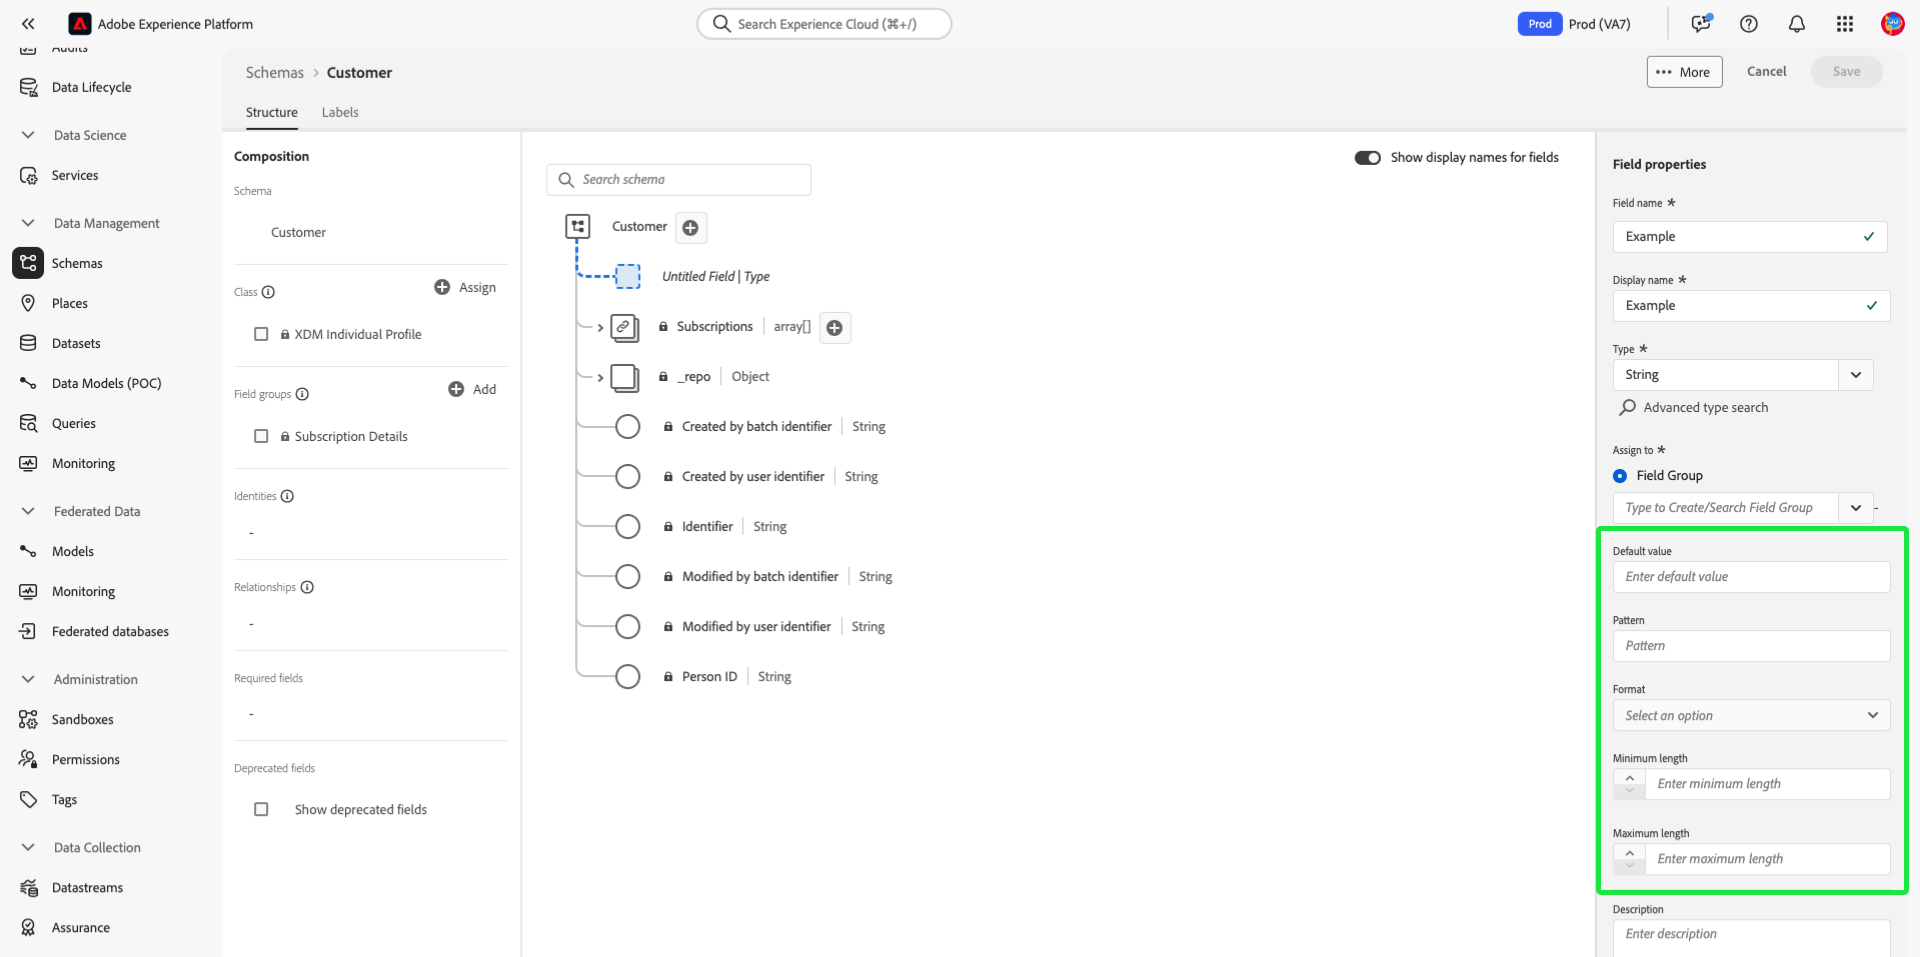 Adobe Experience Platform
Search Experience Cloud (⌘+/)
Prod
Prod (VA7)
Audits
Data Lifecycle
Data Science
Services
Data Management
Schemas
Places
Datasets
Data Models (POC)
Queries
Monitoring
Federated Data
Models
Monitoring
Federated databases
Administration
Sandboxes
Permissions
Tags
Data Collection
Datastreams
Assurance
Schemas > Customer
••• More
Cancel
Save
Structure
Labels
Composition
Schema
Customer
Class
Assign
XDM Individual Profile
Field groups
Add
Subscription Details
Identities
-
Relationships
-
Required fields
-
Deprecated fields
Show deprecated fields
Show display names for fields
Search schema
Customer
Untitled Field | Type
Subscriptions | array[]
_repo | Object
Created by batch identifier | String
Created by user identifier | String
Identifier | String
Modified by batch identifier | String
Modified by user identifier | String
Person ID | String
Field properties
Field name *
Example
Display name *
Example
Type *
String
Advanced type search
Assign to *
Field Group
Type to Create/Search Field Group
-
Default value
Enter default value
Pattern
Pattern
Format
Select an option
Minimum length
Enter minimum length
Maximum length
Enter maximum length
Description
Enter description